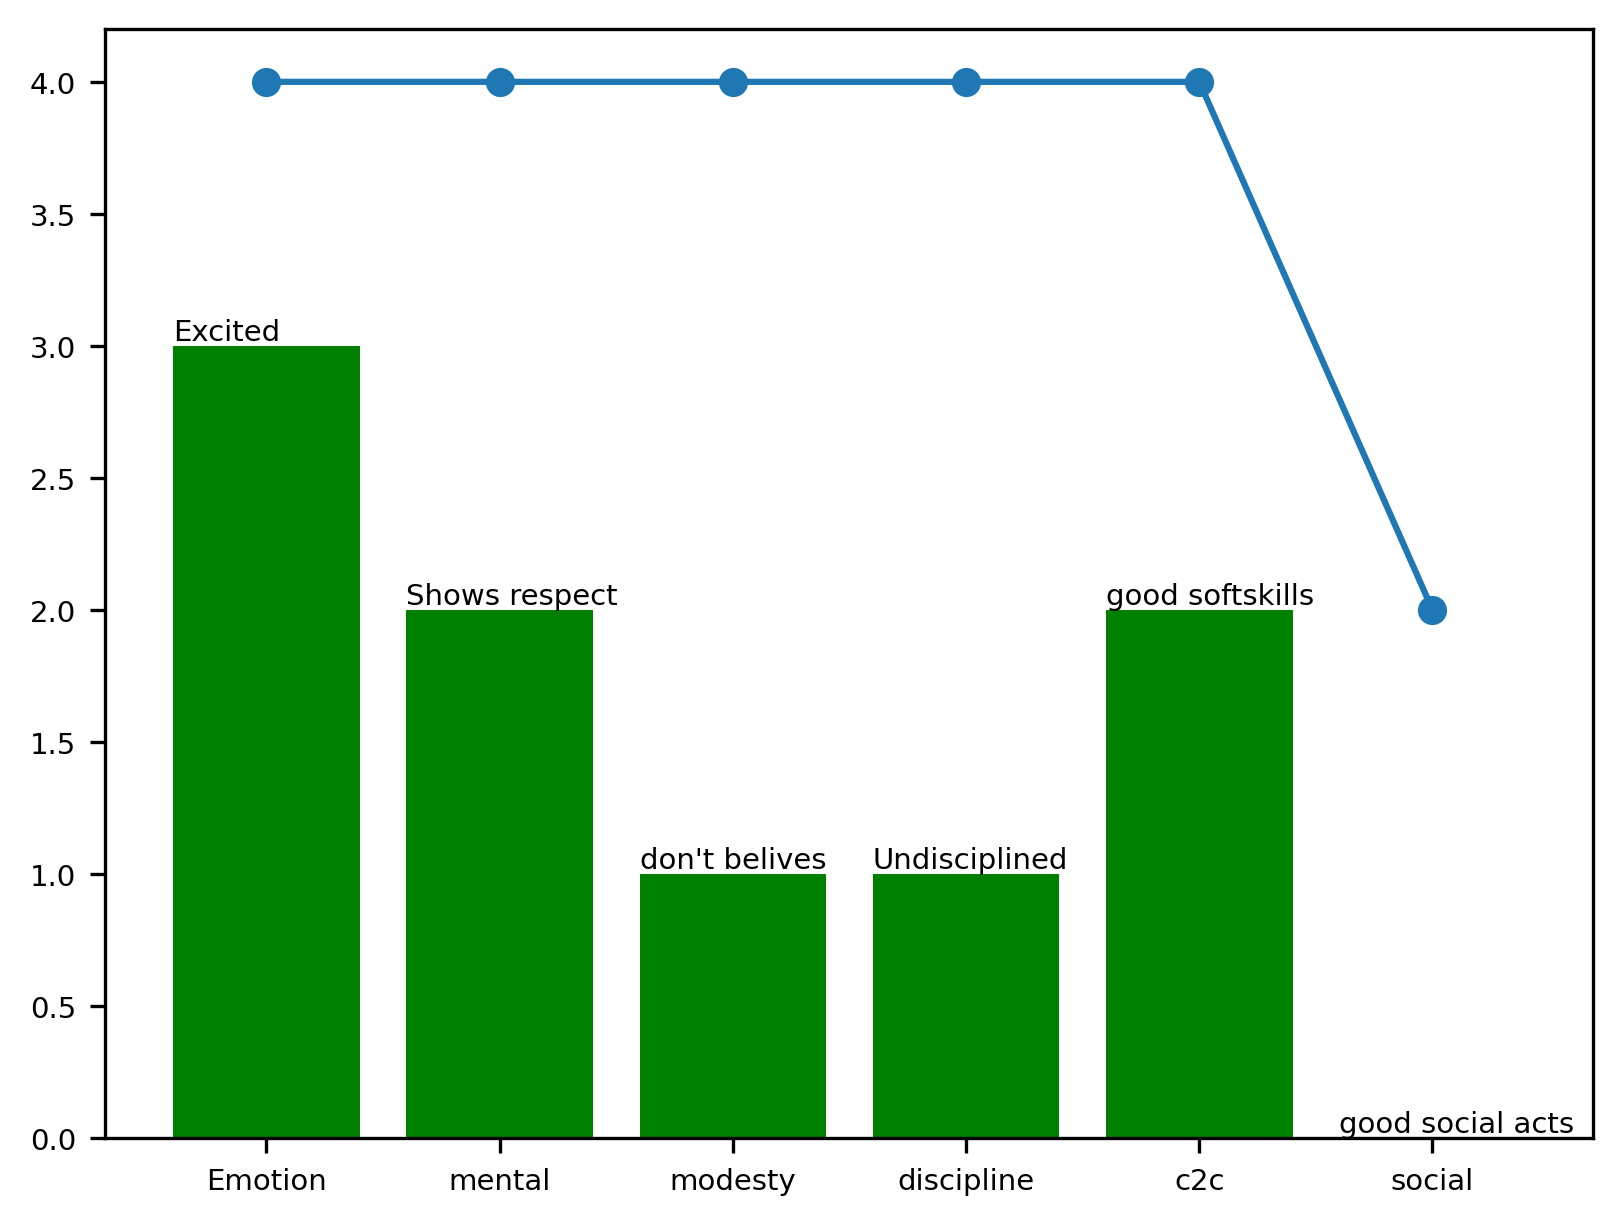 4.0
3.5
Excited
3.0
2.5
Shows respect
good softskills
2.0
1.5
don't belives
Undisciplined
1.0
0.5
good social acts
0.0
Emotion mental modesty discipline c2c social